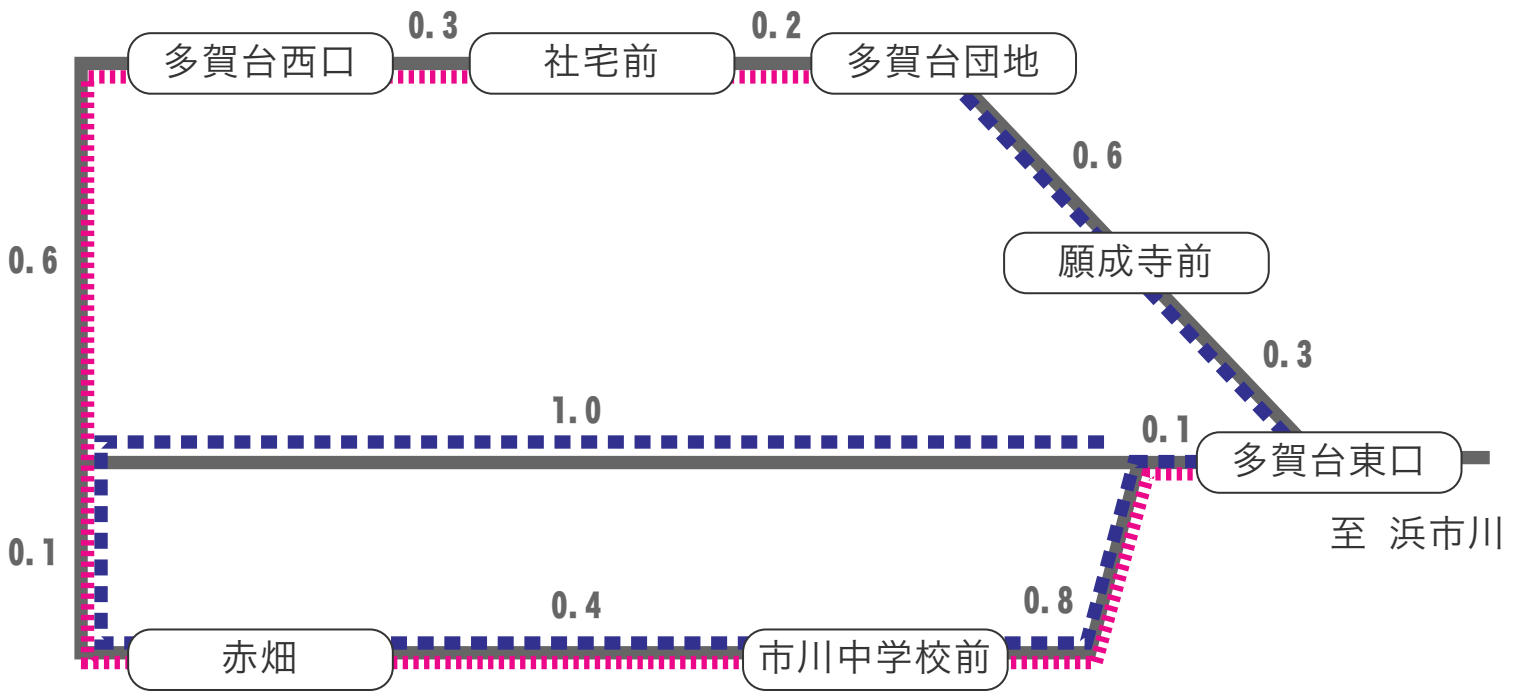 0.3
0.2
多賀台西口
社宅前
多賀台団地
0.6
願成寺前
0.6
0.3
1.0
0.1
多賀台東口
至 浜市川
0.1
0.4
0.8
赤畑
市川中学校前